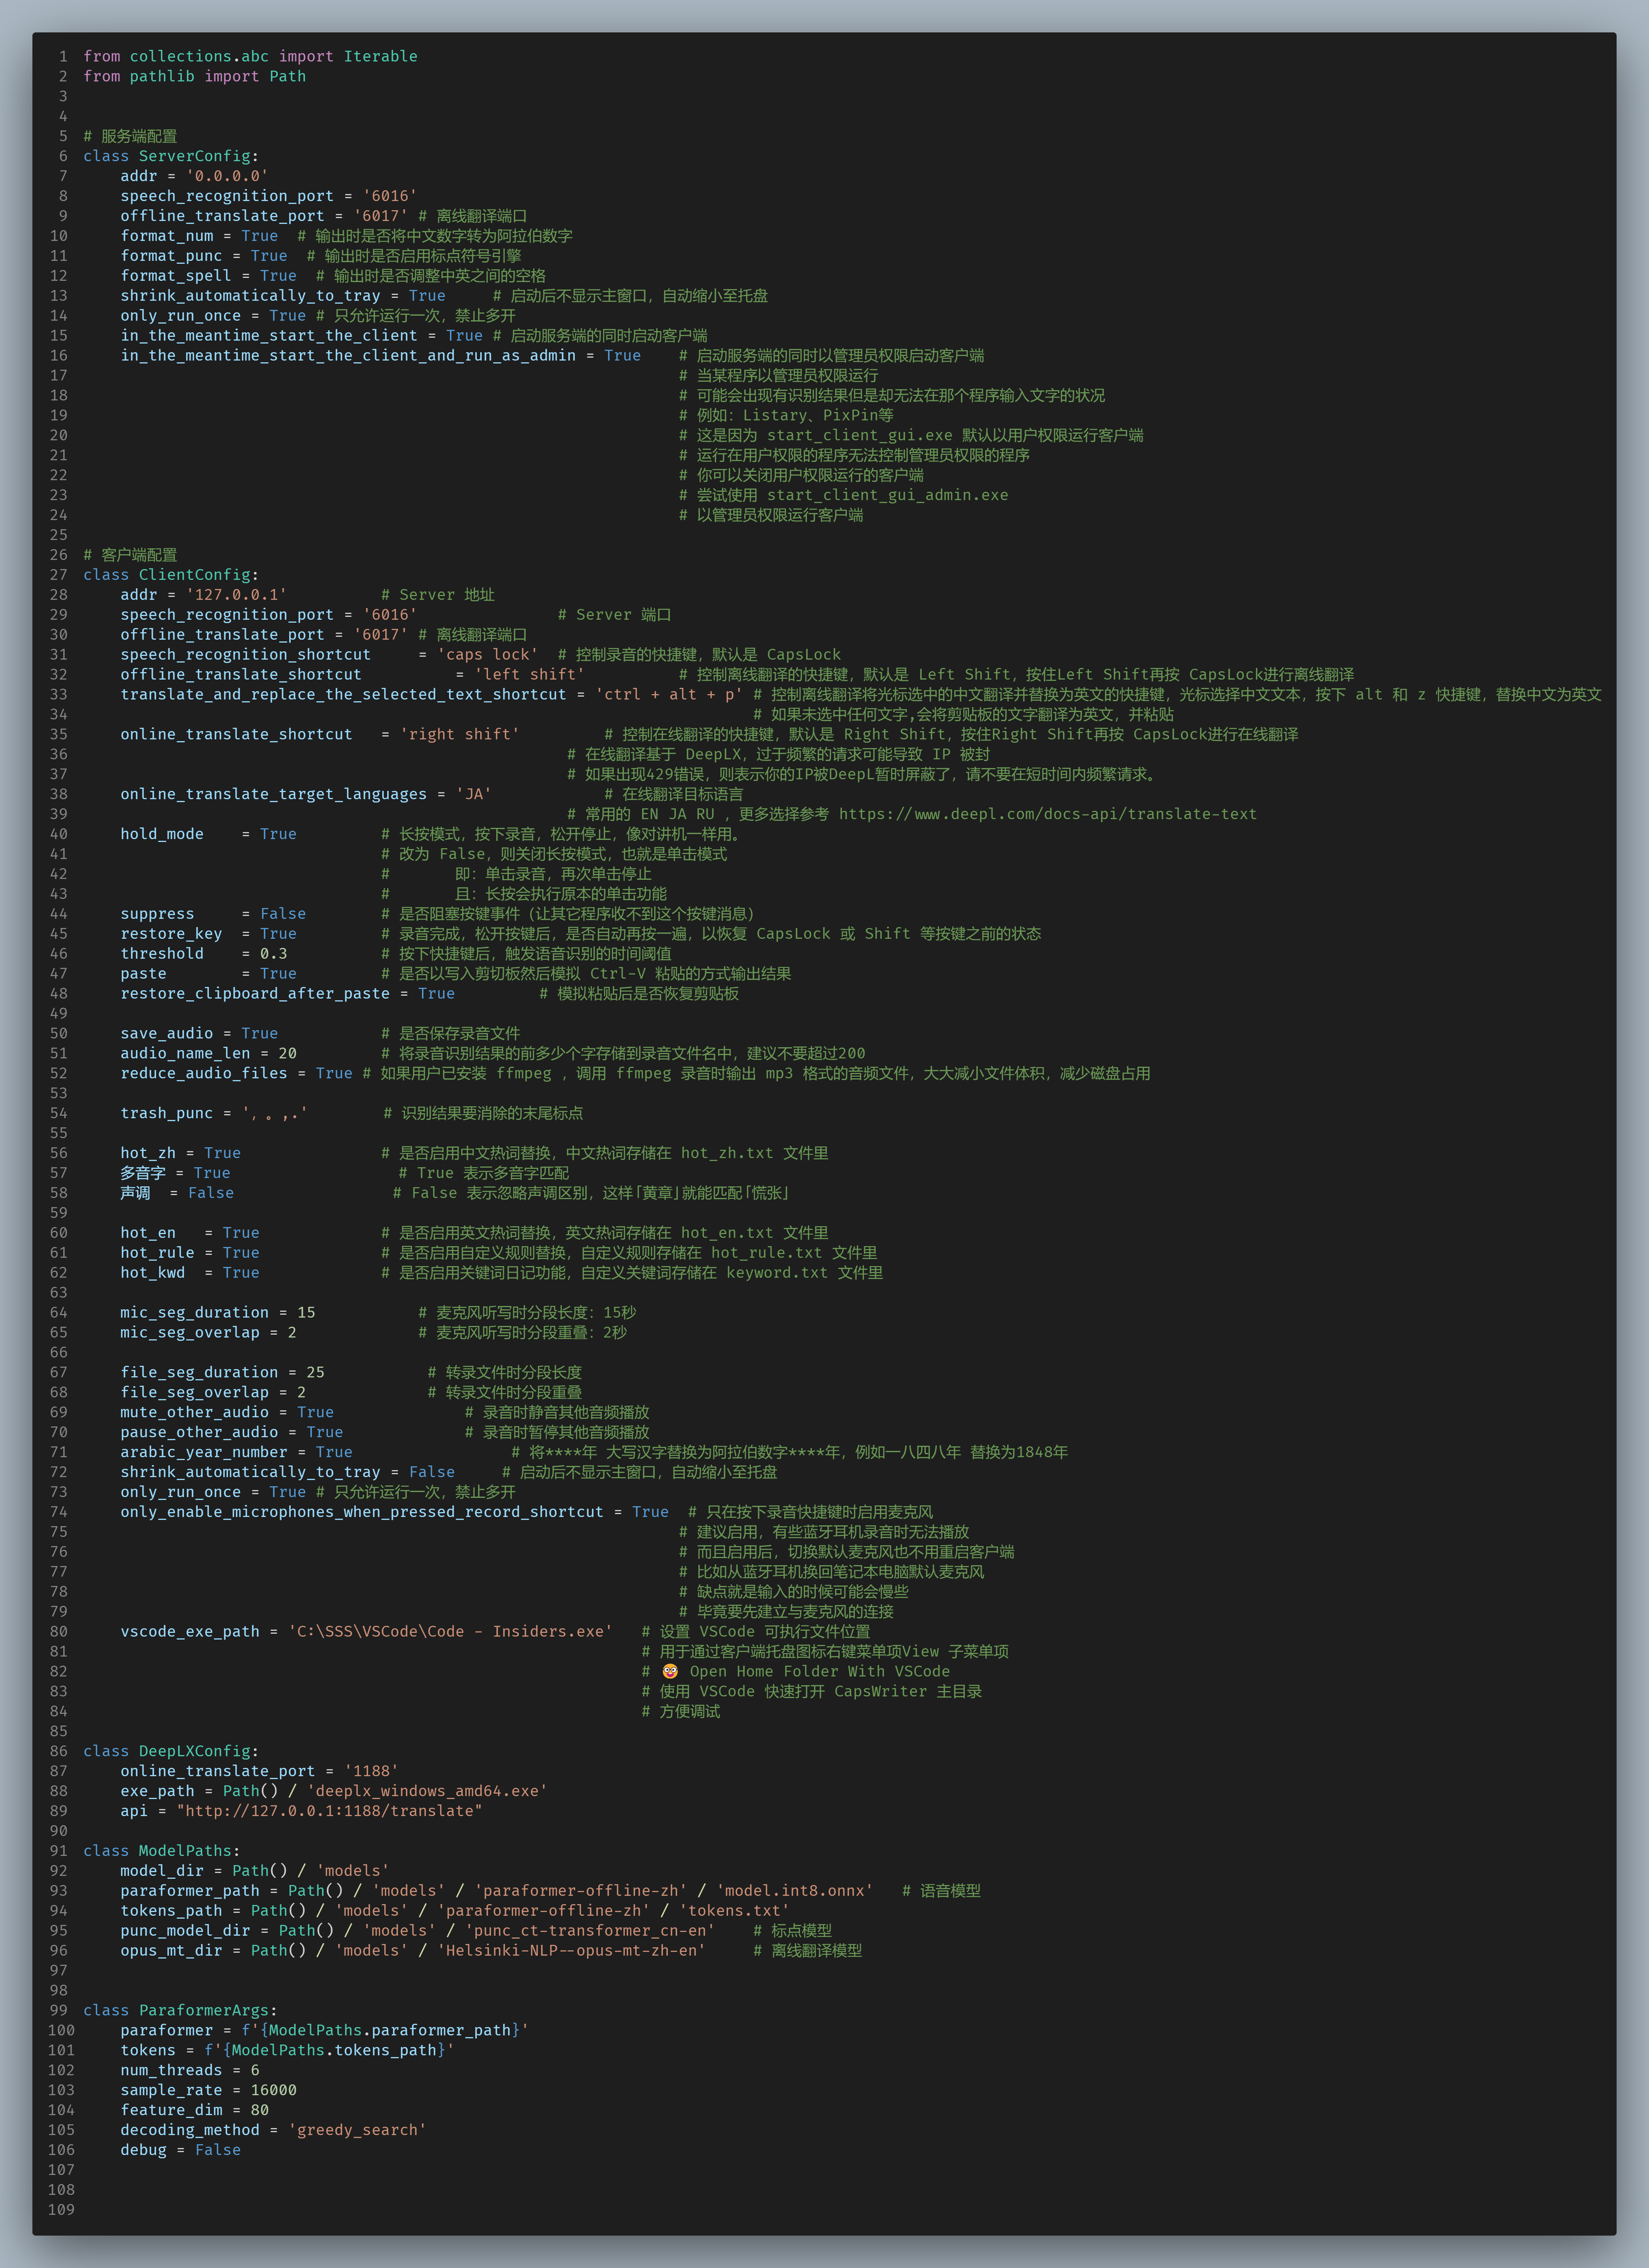 1 from collections.abc import Iterable
2 from pathlib import Path
3
4
5 # 服务端配置
6 class ServerConfig:
7     addr = '0.0.0.0'
8     speech_recognition_port = '6016'
9     offline_translate_port = '6017' # 离线翻译端口
10     format_num = True  # 输出时是否将中文数字转为阿拉伯数字
11     format_punc = True  # 输出时是否启用标点符号引擎
12     format_spell = True  # 输出时是否调整中英之间的空格
13     shrink_automatically_to_tray = True     # 启动后不显示主窗口，自动缩小至托盘
14     only_run_once = True # 只允许运行一次，禁止多开
15     in_the_meantime_start_the_client = True # 启动服务端的同时启动客户端
16     in_the_meantime_start_the_client_and_run_as_admin = True    # 启动服务端的同时以管理员权限启动客户端
17                                                                 # 当某程序以管理员权限运行
18                                                                 # 可能会出现有识别结果但是却无法在那个程序输入文字的状况
19                                                                 # 例如：Listary、PixPin等
20                                                                 # 这是因为 start_client_gui.exe 默认以用户权限运行客户端
21                                                                 # 运行在用户权限的程序无法控制管理员权限的程序
22                                                                 # 你可以关闭用户权限运行的客户端
23                                                                 # 尝试使用 start_client_gui_admin.exe
24                                                                 # 以管理员权限运行客户端
25
26 # 客户端配置
27 class ClientConfig:
28     addr = '127.0.0.1'          # Server 地址
29     speech_recognition_port = '6016'               # Server 端口
30     offline_translate_port = '6017' # 离线翻译端口
31     speech_recognition_shortcut     = 'caps lock'  # 控制录音的快捷键，默认是 CapsLock
32     offline_translate_shortcut          = 'left shift'          # 控制离线翻译的快捷键，默认是 Left Shift，按住Left Shift再按 CapsLock进行离线翻译
33     translate_and_replace_the_selected_text_shortcut = 'ctrl + alt + p' # 控制离线翻译将光标选中的中文翻译并替换为英文的快捷键，光标选择中文文本，按下 alt 和 z 快捷键，替换中文为英文
34                                                                         # 如果未选中任何文字,会将剪贴板的文字翻译为英文，并粘贴
35     online_translate_shortcut   = 'right shift'         # 控制在线翻译的快捷键，默认是 Right Shift，按住Right Shift再按 CapsLock进行在线翻译
36                                                     # 在线翻译基于 DeepLX，过于频繁的请求可能导致 IP 被封
37                                                     # 如果出现429错误，则表示你的IP被DeepL暂时屏蔽了，请不要在短时间内频繁请求。
38     online_translate_target_languages = 'JA'            # 在线翻译目标语言
39                                                     # 常用的 EN JA RU ，更多选择参考 https://www.deepl.com/docs-api/translate-text
40     hold_mode    = True         # 长按模式，按下录音，松开停止，像对讲机一样用。
41                                 # 改为 False，则关闭长按模式，也就是单击模式
42                                 #       即：单击录音，再次单击停止
43                                 #       且：长按会执行原本的单击功能
44     suppress     = False        # 是否阻塞按键事件（让其它程序收不到这个按键消息）
45     restore_key  = True         # 录音完成，松开按键后，是否自动再按一遍，以恢复 CapsLock 或 Shift 等按键之前的状态
46     threshold    = 0.3          # 按下快捷键后，触发语音识别的时间阈值
47     paste        = True         # 是否以写入剪切板然后模拟 Ctrl-V 粘贴的方式输出结果
48     restore_clipboard_after_paste = True         # 模拟粘贴后是否恢复剪贴板
49
50     save_audio = True           # 是否保存录音文件
51     audio_name_len = 20         # 将录音识别结果的前多少个字存储到录音文件名中，建议不要超过200
52     reduce_audio_files = True # 如果用户已安装 ffmpeg ，调用 ffmpeg 录音时输出 mp3 格式的音频文件，大大减小文件体积，减少磁盘占用
53
54     trash_punc = '，。,.'        # 识别结果要消除的末尾标点
55
56     hot_zh = True               # 是否启用中文热词替换，中文热词存储在 hot_zh.txt 文件里
57     多音字 = True                  # True 表示多音字匹配
58     声调  = False                 # False 表示忽略声调区别，这样「黄章」就能匹配「慌张」
59
60     hot_en   = True             # 是否启用英文热词替换，英文热词存储在 hot_en.txt 文件里
61     hot_rule = True             # 是否启用自定义规则替换，自定义规则存储在 hot_rule.txt 文件里
62     hot_kwd  = True             # 是否启用关键词日记功能，自定义关键词存储在 keyword.txt 文件里
63
64     mic_seg_duration = 15           # 麦克风听写时分段长度：15秒
65     mic_seg_overlap = 2             # 麦克风听写时分段重叠：2秒
66
67     file_seg_duration = 25           # 转录文件时分段长度
68     file_seg_overlap = 2             # 转录文件时分段重叠
69     mute_other_audio = True              # 录音时静音其他音频播放
70     pause_other_audio = True             # 录音时暂停其他音频播放
71     arabic_year_number = True                 # 将****年 大写汉字替换为阿拉伯数字****年，例如一八四八年 替换为1848年
72     shrink_automatically_to_tray = False     # 启动后不显示主窗口，自动缩小至托盘
73     only_run_once = True # 只允许运行一次，禁止多开
74     only_enable_microphones_when_pressed_record_shortcut = True  # 只在按下录音快捷键时启用麦克风
75                                                                 # 建议启用，有些蓝牙耳机录音时无法播放
76                                                                 # 而且启用后，切换默认麦克风也不用重启客户端
77                                                                 # 比如从蓝牙耳机换回笔记本电脑默认麦克风
78                                                                 # 缺点就是输入的时候可能会慢些
79                                                                 # 毕竟要先建立与麦克风的连接
80     vscode_exe_path = 'C:\SSS\VSCode\Code - Insiders.exe'   # 设置 VSCode 可执行文件位置
81                                                             # 用于通过客户端托盘图标右键菜单项View 子菜单项
82                                                             # 🤡 Open Home Folder With VSCode
83                                                             # 使用 VSCode 快速打开 CapsWriter 主目录
84                                                             # 方便调试
85
86 class DeepLXConfig:
87     online_translate_port = '1188'
88     exe_path = Path() / 'deeplx_windows_amd64.exe'
89     api = "http://127.0.0.1:1188/translate"
90
91 class ModelPaths:
92     model_dir = Path() / 'models'
93     paraformer_path = Path() / 'models' / 'paraformer-offline-zh' / 'model.int8.onnx'   # 语音模型
94     tokens_path = Path() / 'models' / 'paraformer-offline-zh' / 'tokens.txt'
95     punc_model_dir = Path() / 'models' / 'punc_ct-transformer_cn-en'    # 标点模型
96     opus_mt_dir = Path() / 'models' / 'Helsinki-NLP--opus-mt-zh-en'     # 离线翻译模型
97
98
99 class ParaformerArgs:
100     paraformer = f'{ModelPaths.paraformer_path}'
101     tokens = f'{ModelPaths.tokens_path}'
102     num_threads = 6
103     sample_rate = 16000
104     feature_dim = 80
105     decoding_method = 'greedy_search'
106     debug = False
107
108
109